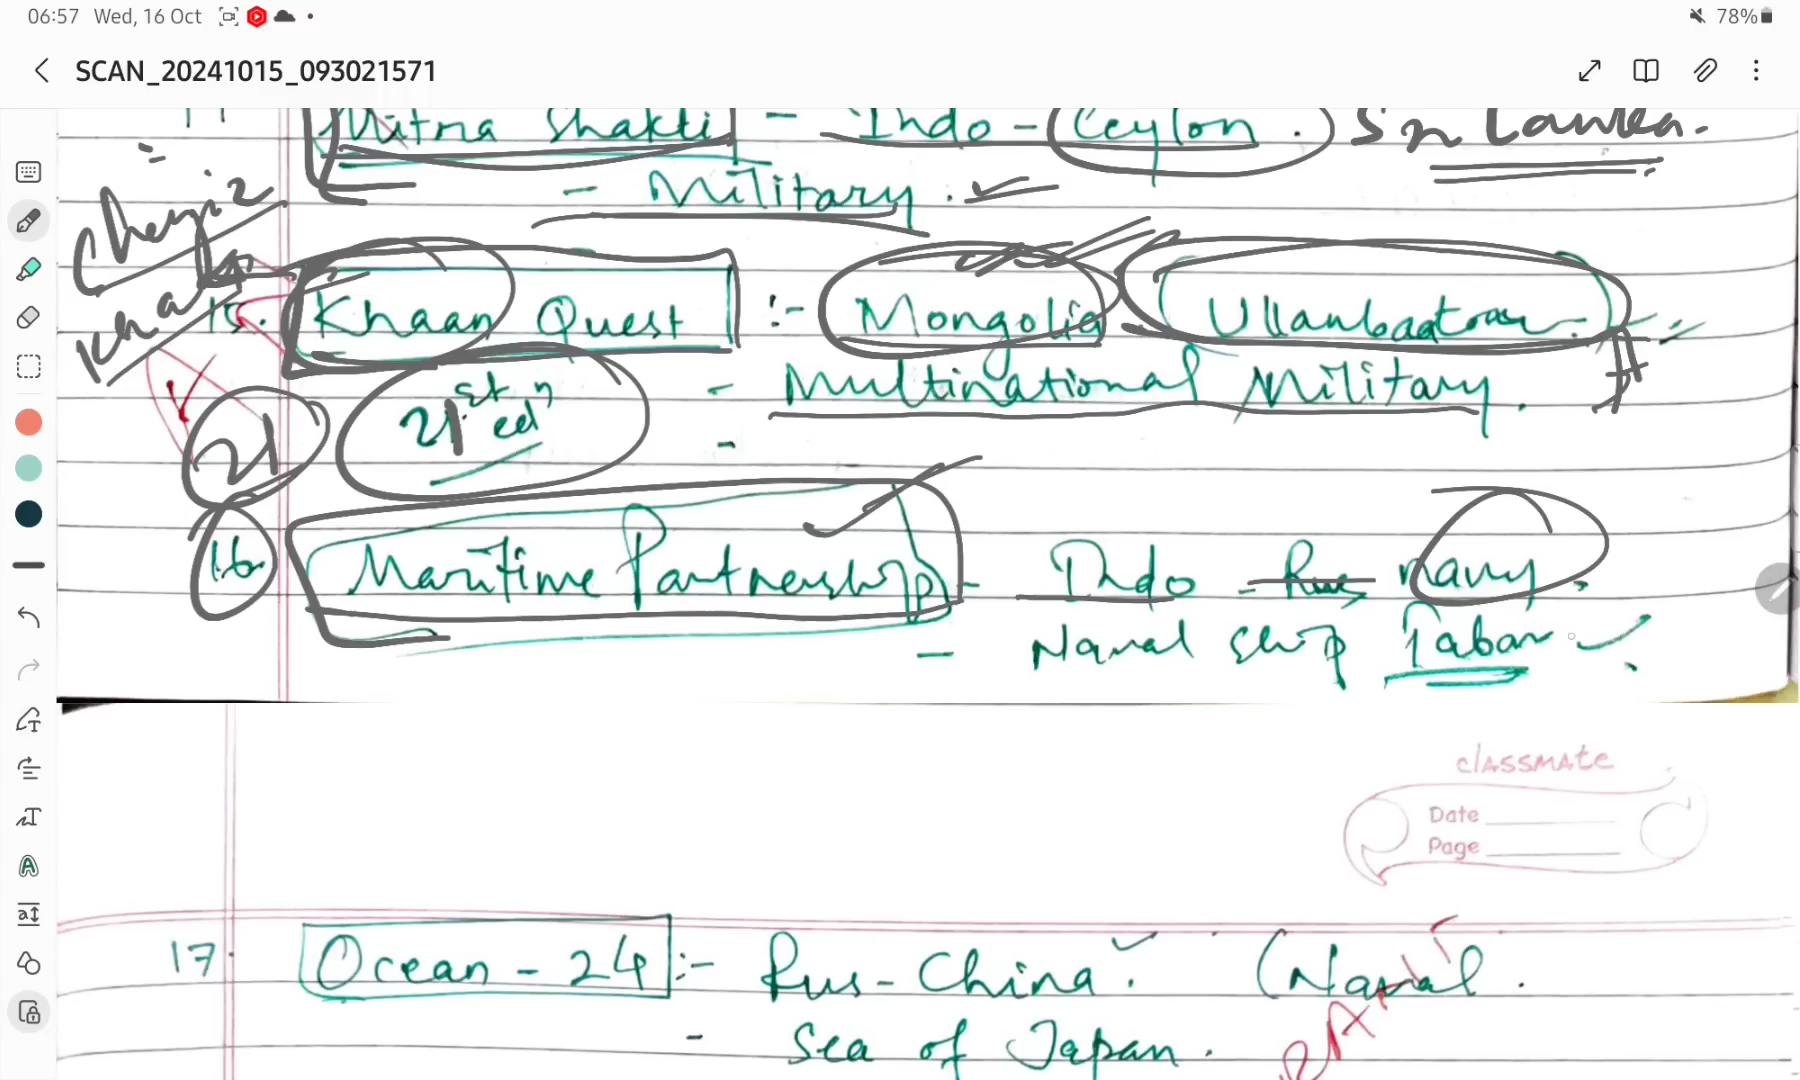 06:57 Wed, 16 Oct 78%
SCAN_20241015_093021571
Mitra Shakti - Indo - Ceylon. Sri Lanka.
- Military.
Chengiz
Khan
15. Khaan Quest :- Mongolia Ulanbaataar.
21 21st edn - Multinational Military.
-
16 Maritime Partnership - Indo - Rus navy.
- Naval ship Tabar
classmate
Date
Page
17. Ocean - 24 :- Rus - China. (Naval.
- Sea of Japan.